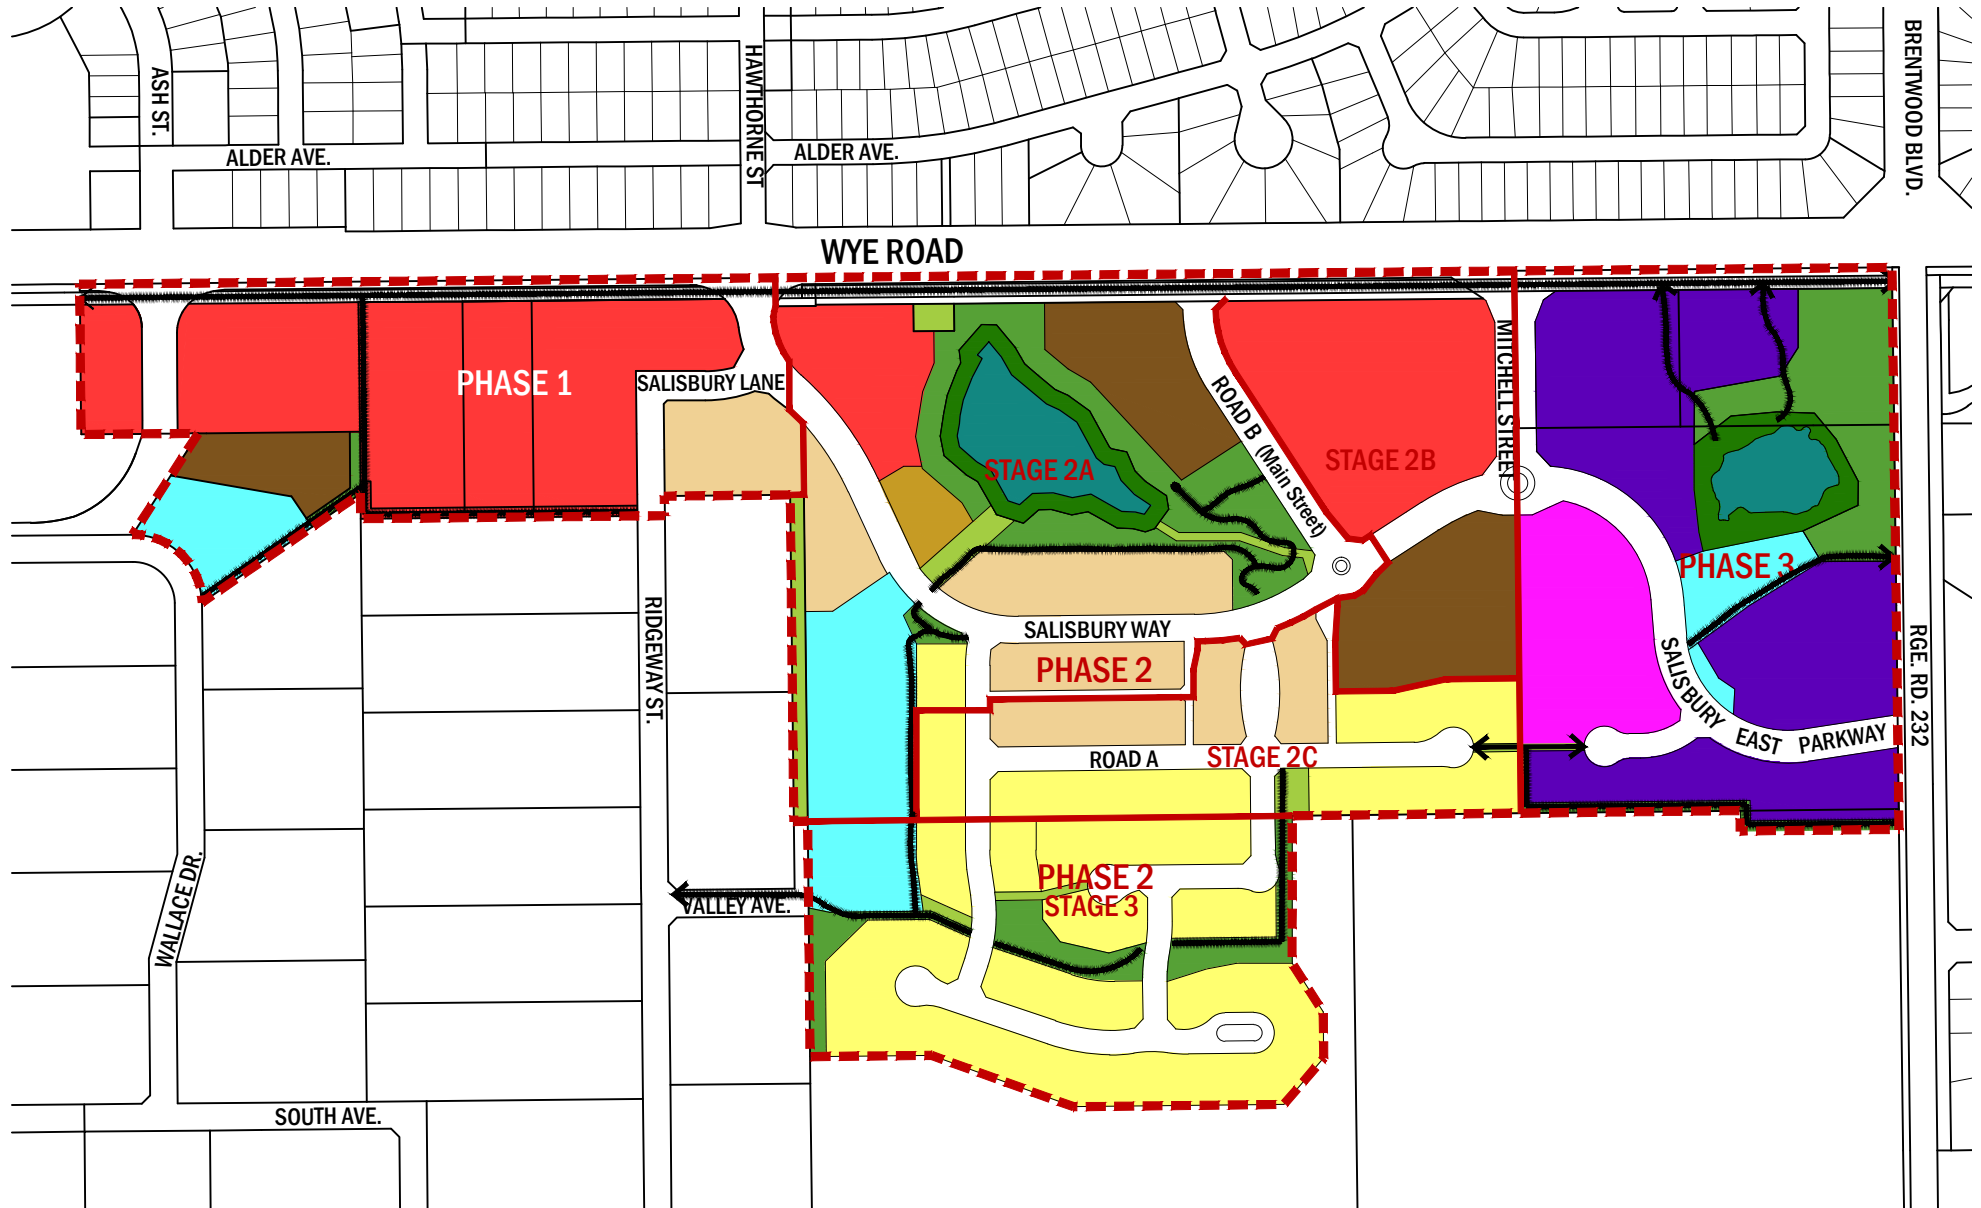 ASH ST.
HAWTHORNE ST
BRENTWOOD BLVD.
ALDER AVE.
ALDER AVE.
WYE ROAD
PHASE 1
SALISBURY LANE
ROAD B (Main Street)
MITCHELL STREET
STAGE 2A
STAGE 2B
PHASE 3
RIDGEWAY ST.
SALISBURY WAY
PHASE 2
SALISBURY EAST PARKWAY
RGE. RD. 232
ROAD A
STAGE 2C
WALLACE DR.
VALLEY AVE.
PHASE 2
STAGE 3
SOUTH AVE.